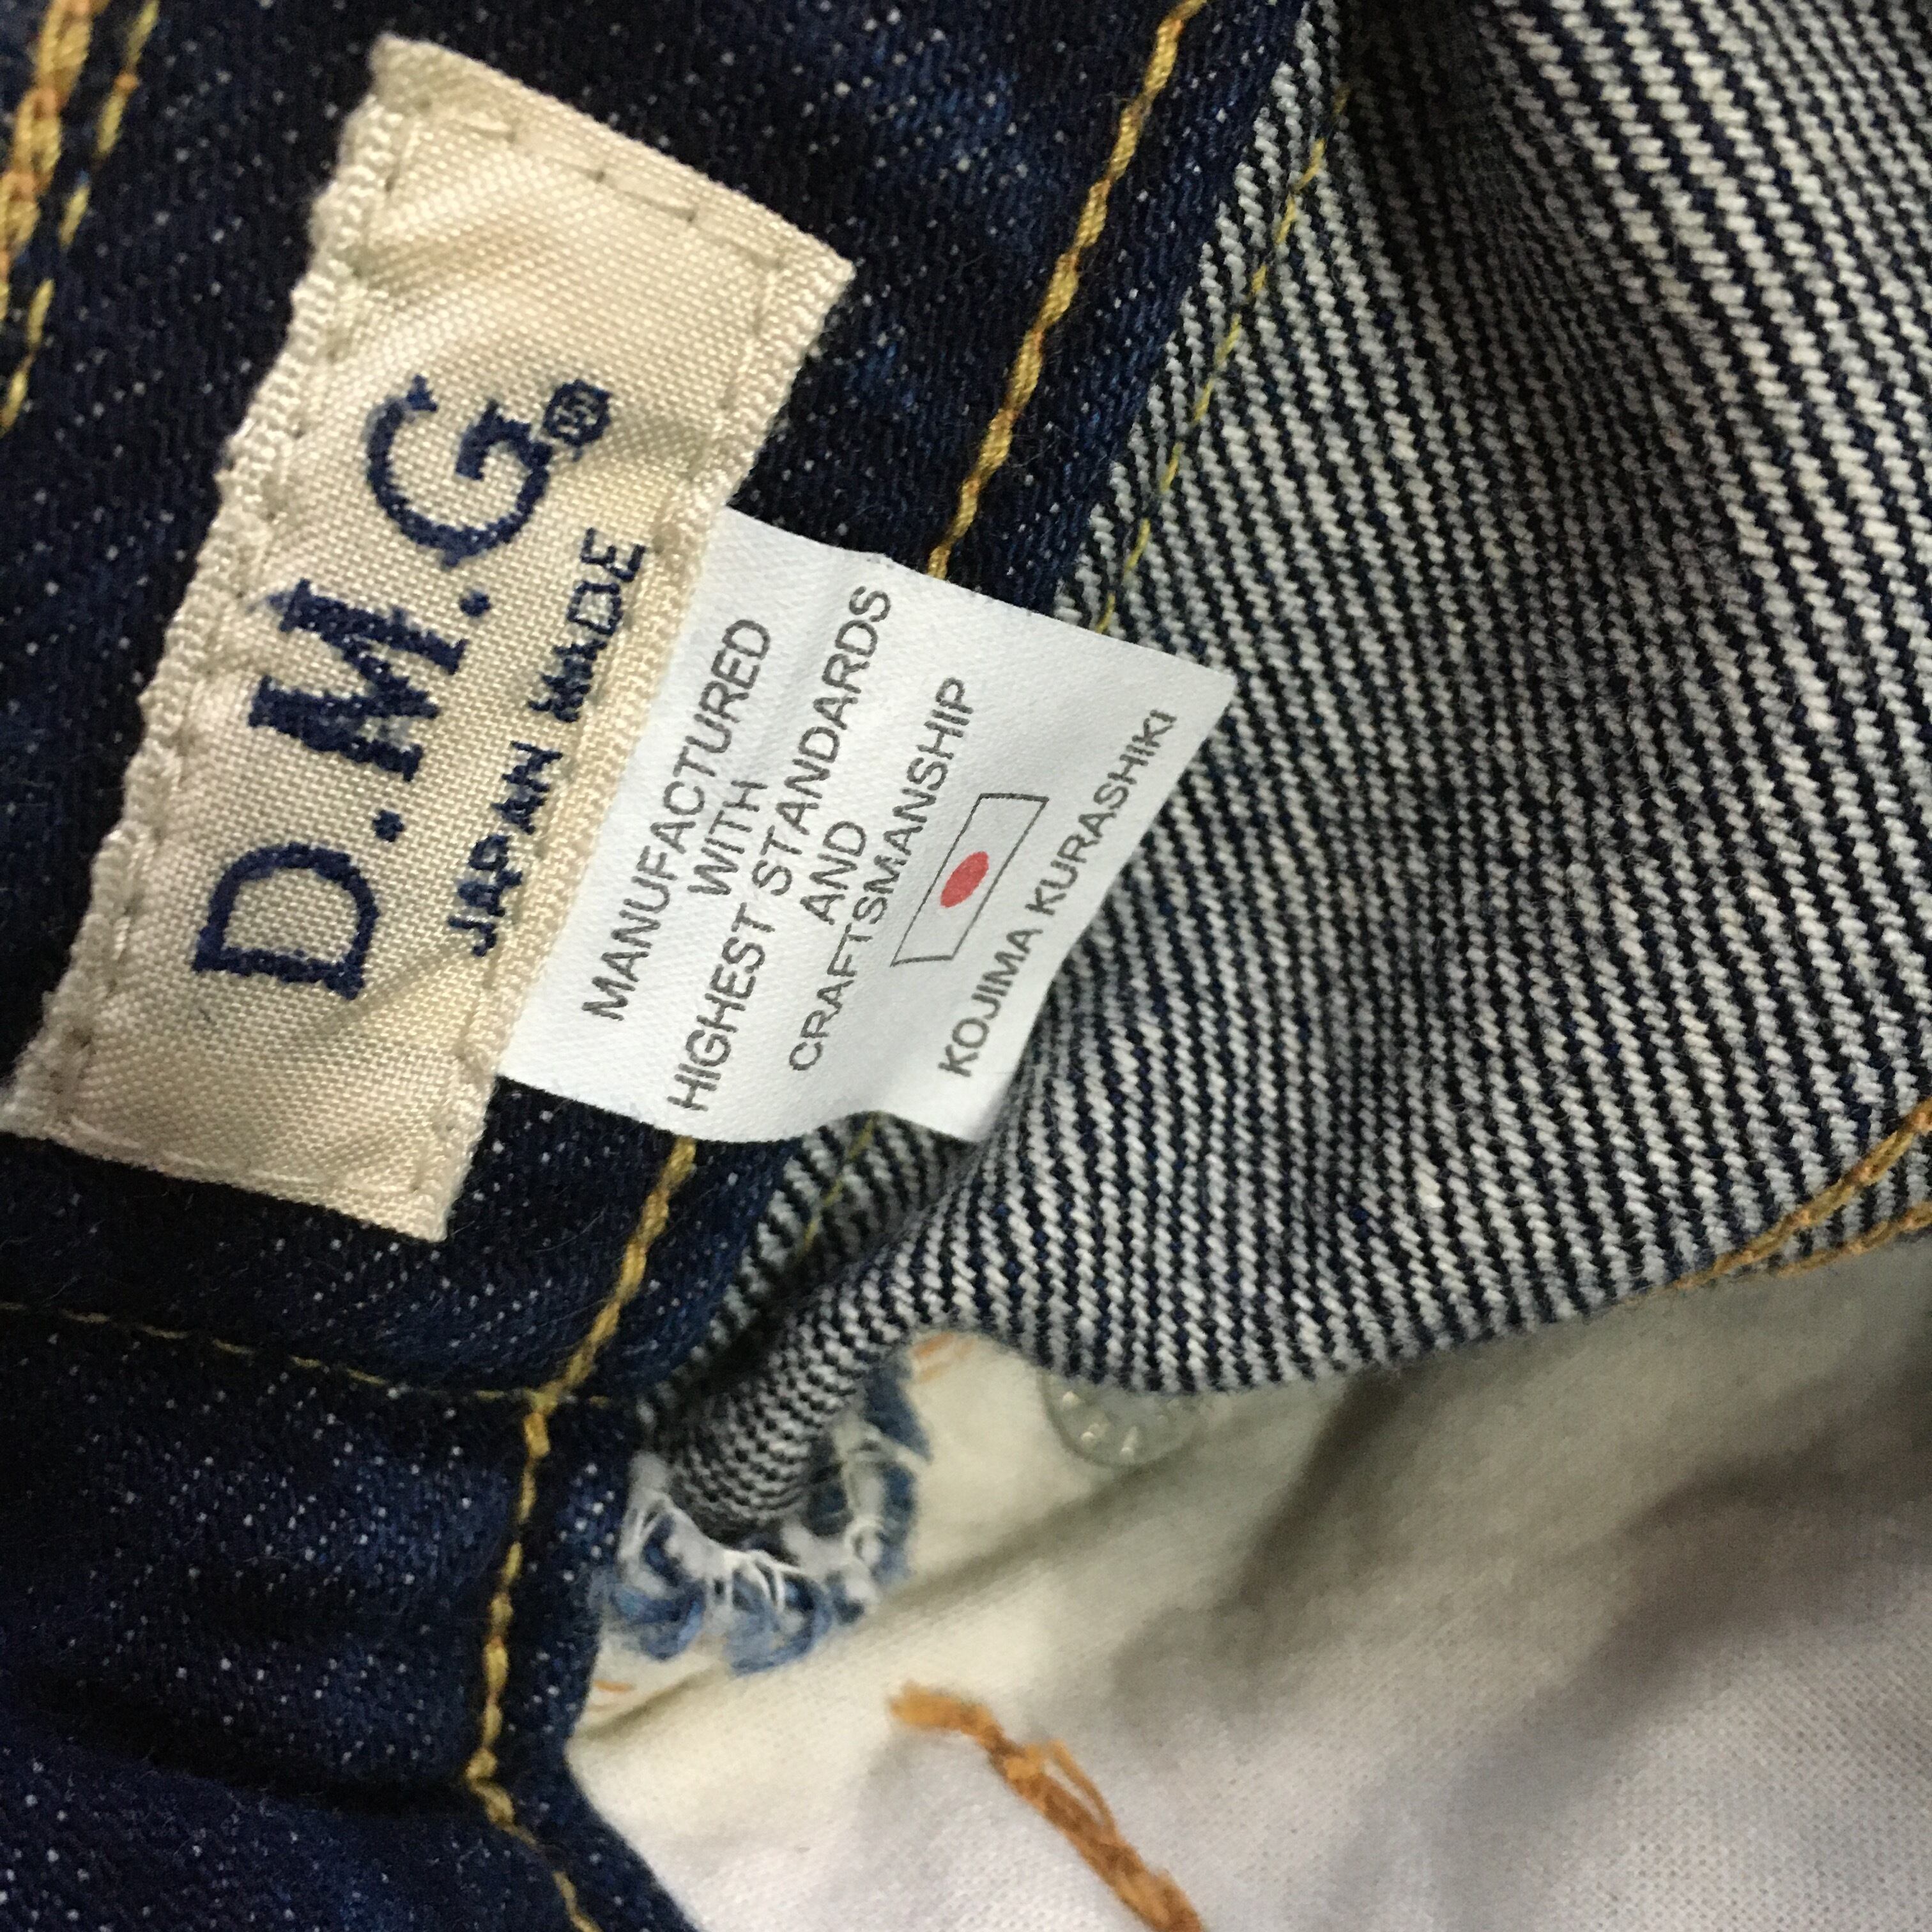 D.M.G®
JAPAN MADE
MANUFACTURED
WITH
HIGHEST STANDARDS
AND
CRAFTSMANSHIP
KOJIMA KURASHIKI